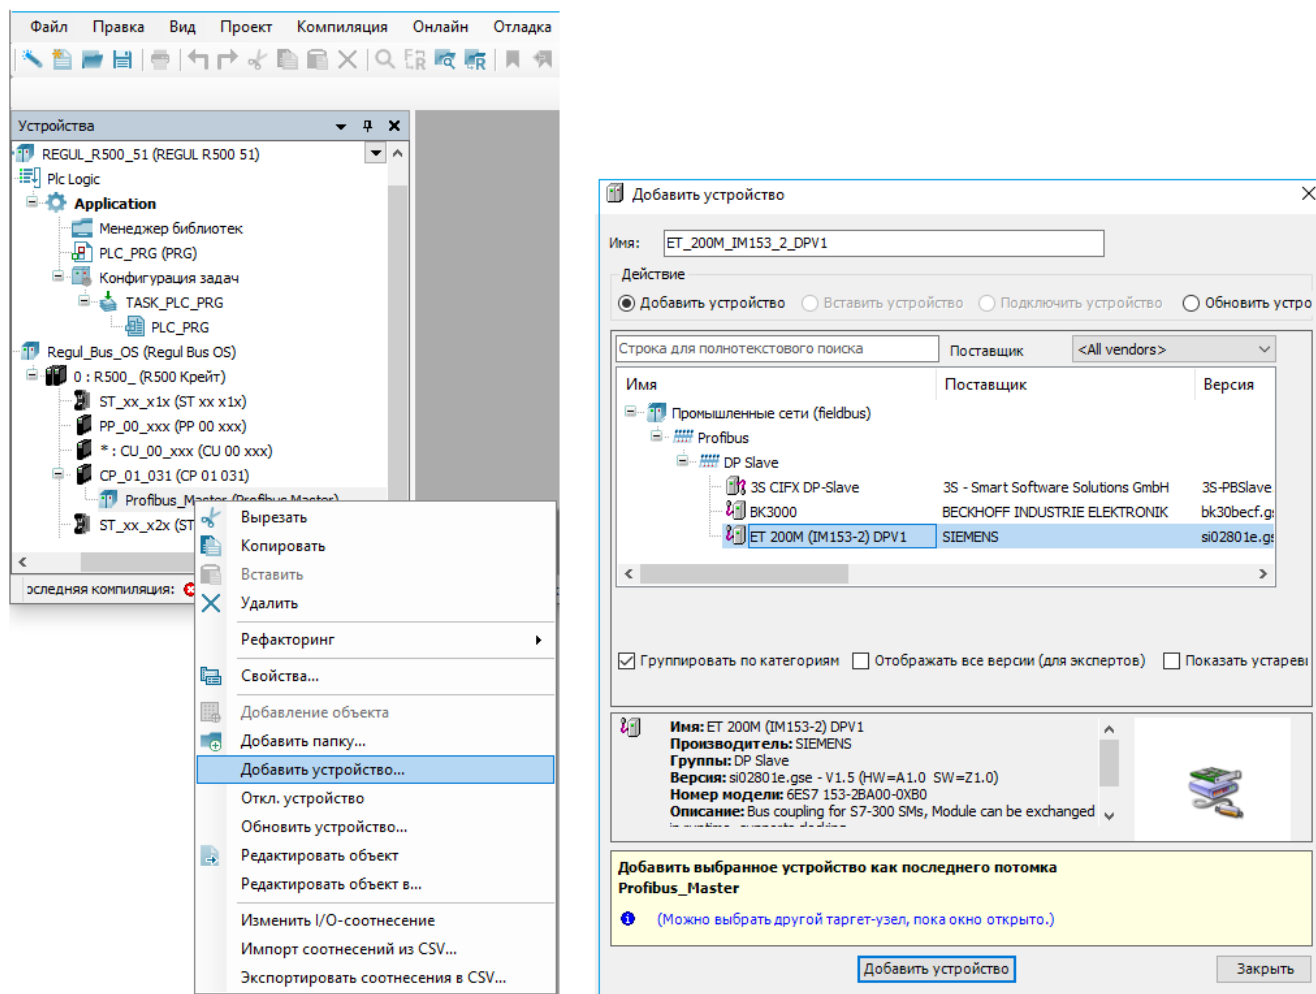 Файл Правка Вид Проект Компиляция Онлайн Отладка
Устройства
REGUL_R500_51 (REGUL R500 51)
Plc Logic
Application
Менеджер библиотек
PLC_PRG (PRG)
Конфигурация задач
TASK_PLC_PRG
PLC_PRG
Regul_Bus_OS (Regul Bus OS)
0 : R500_ (R500 Крейт)
ST_xx_x1x (ST xx x1x)
PP_00_xxx (PP 00 xxx)
* : CU_00_xxx (CU 00 xxx)
CP_01_031 (CP 01 031)
Profibus_Master (Profibus Master)
ST_xx_x2x (ST
оследняя компиляция:
Вырезать
Копировать
Вставить
Удалить
Рефакторинг
Свойства...
Добавление объекта
Добавить папку...
Добавить устройство...
Откл. устройство
Обновить устройство...
Редактировать объект
Редактировать объект в...
Изменить I/O-соотнесение
Импорт соотнесений из CSV...
Экспортировать соотнесения в CSV...
Добавить устройство
Имя: ET_200M_IM153_2_DPV1
Действие
Добавить устройство Вставить устройство Подключить устройство Обновить устро
Строка для полнотекстового поиска Поставщик <All vendors>
Имя Поставщик Версия
Промышленные сети (fieldbus)
Profibus
DP Slave
3S CIFX DP-Slave 3S - Smart Software Solutions GmbH 3S-PBSlave
BK3000 BECKHOFF INDUSTRIE ELEKTRONIK bk30becf.g
ET 200M (IM153-2) DPV1 SIEMENS si02801e.gs
Группировать по категориям Отображать все версии (для экспертов) Показать устарев
Имя: ET 200M (IM153-2) DPV1
Производитель: SIEMENS
Группы: DP Slave
Версия: si02801e.gse - V1.5 (HW=A1.0 SW=Z1.0)
Номер модели: 6ES7 153-2BA00-0XB0
Описание: Bus coupling for S7-300 SMs, Module can be exchanged
Добавить выбранное устройство как последнего потомка
Profibus_Master
(Можно выбрать другой таргет-узел, пока окно открыто.)
Добавить устройство Закрыть